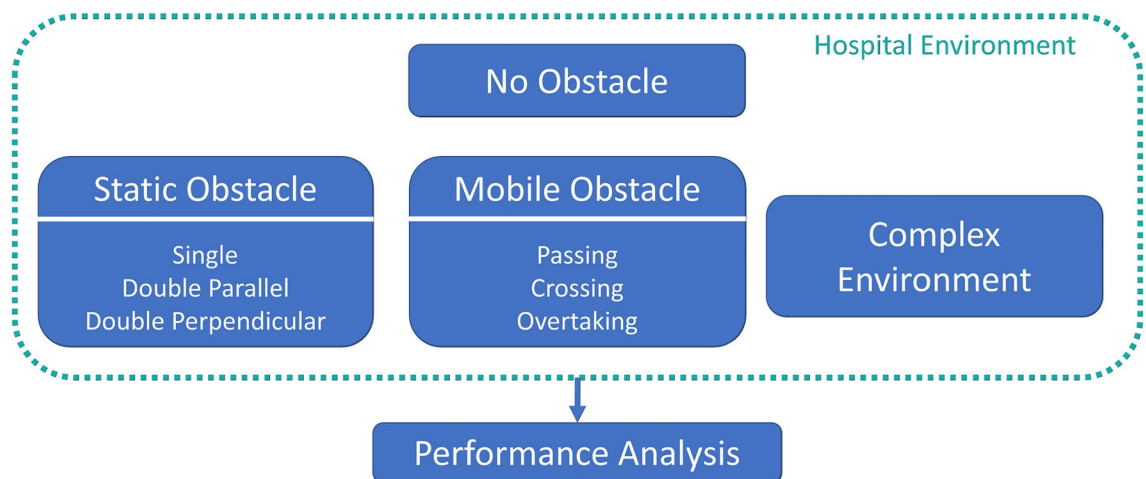 Hospital Environment
No Obstacle
Static Obstacle
Single
Double Parallel
Double Perpendicular
Mobile Obstacle
Passing
Crossing
Overtaking
Complex
Environment
Performance Analysis